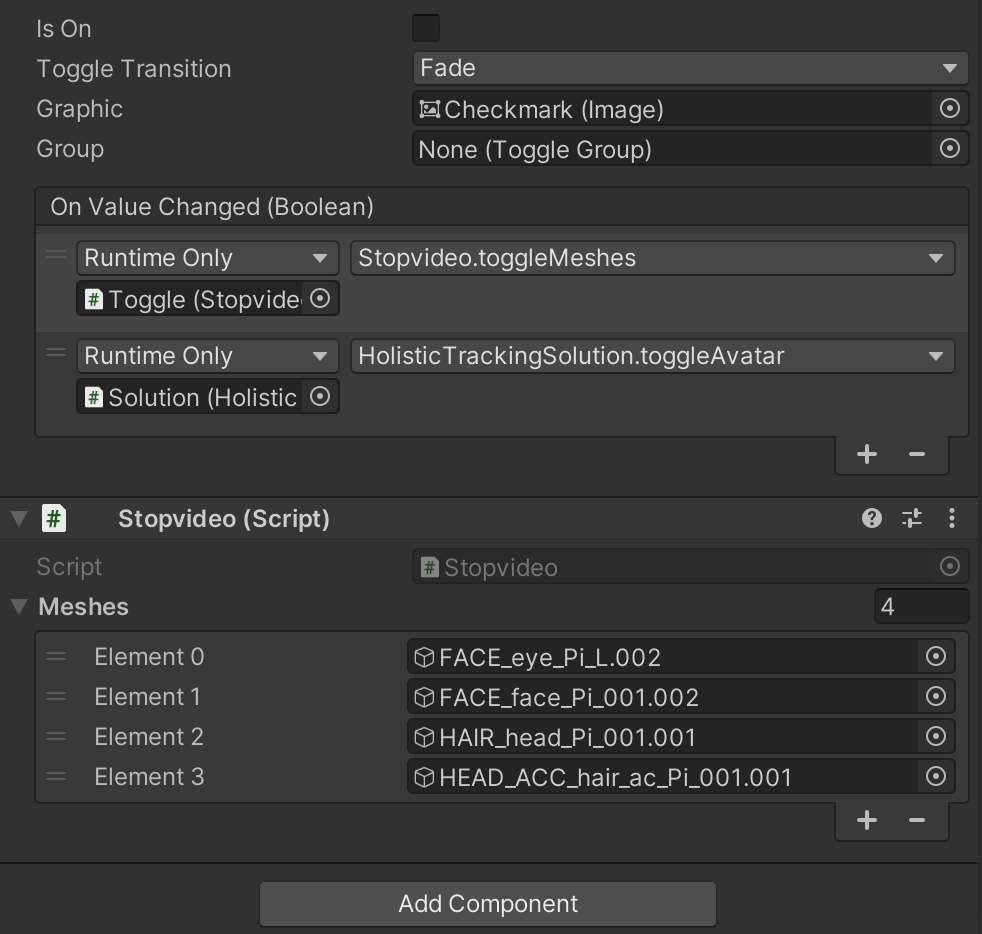 Is On
Toggle Transition Fade
Graphic Checkmark (Image)
Group None (Toggle Group)
On Value Changed (Boolean)
Runtime Only Stopvideo.toggleMeshes
Toggle (Stopvide
Runtime Only HolisticTrackingSolution.toggleAvatar
Solution (Holistic
# Stopvideo (Script)
Script # Stopvideo
Meshes 4
Element 0 FACE_eye_Pi_L.002
Element 1 FACE_face_Pi_001.002
Element 2 HAIR_head_Pi_001.001
Element 3 HEAD_ACC_hair_ac_Pi_001.001
Add Component